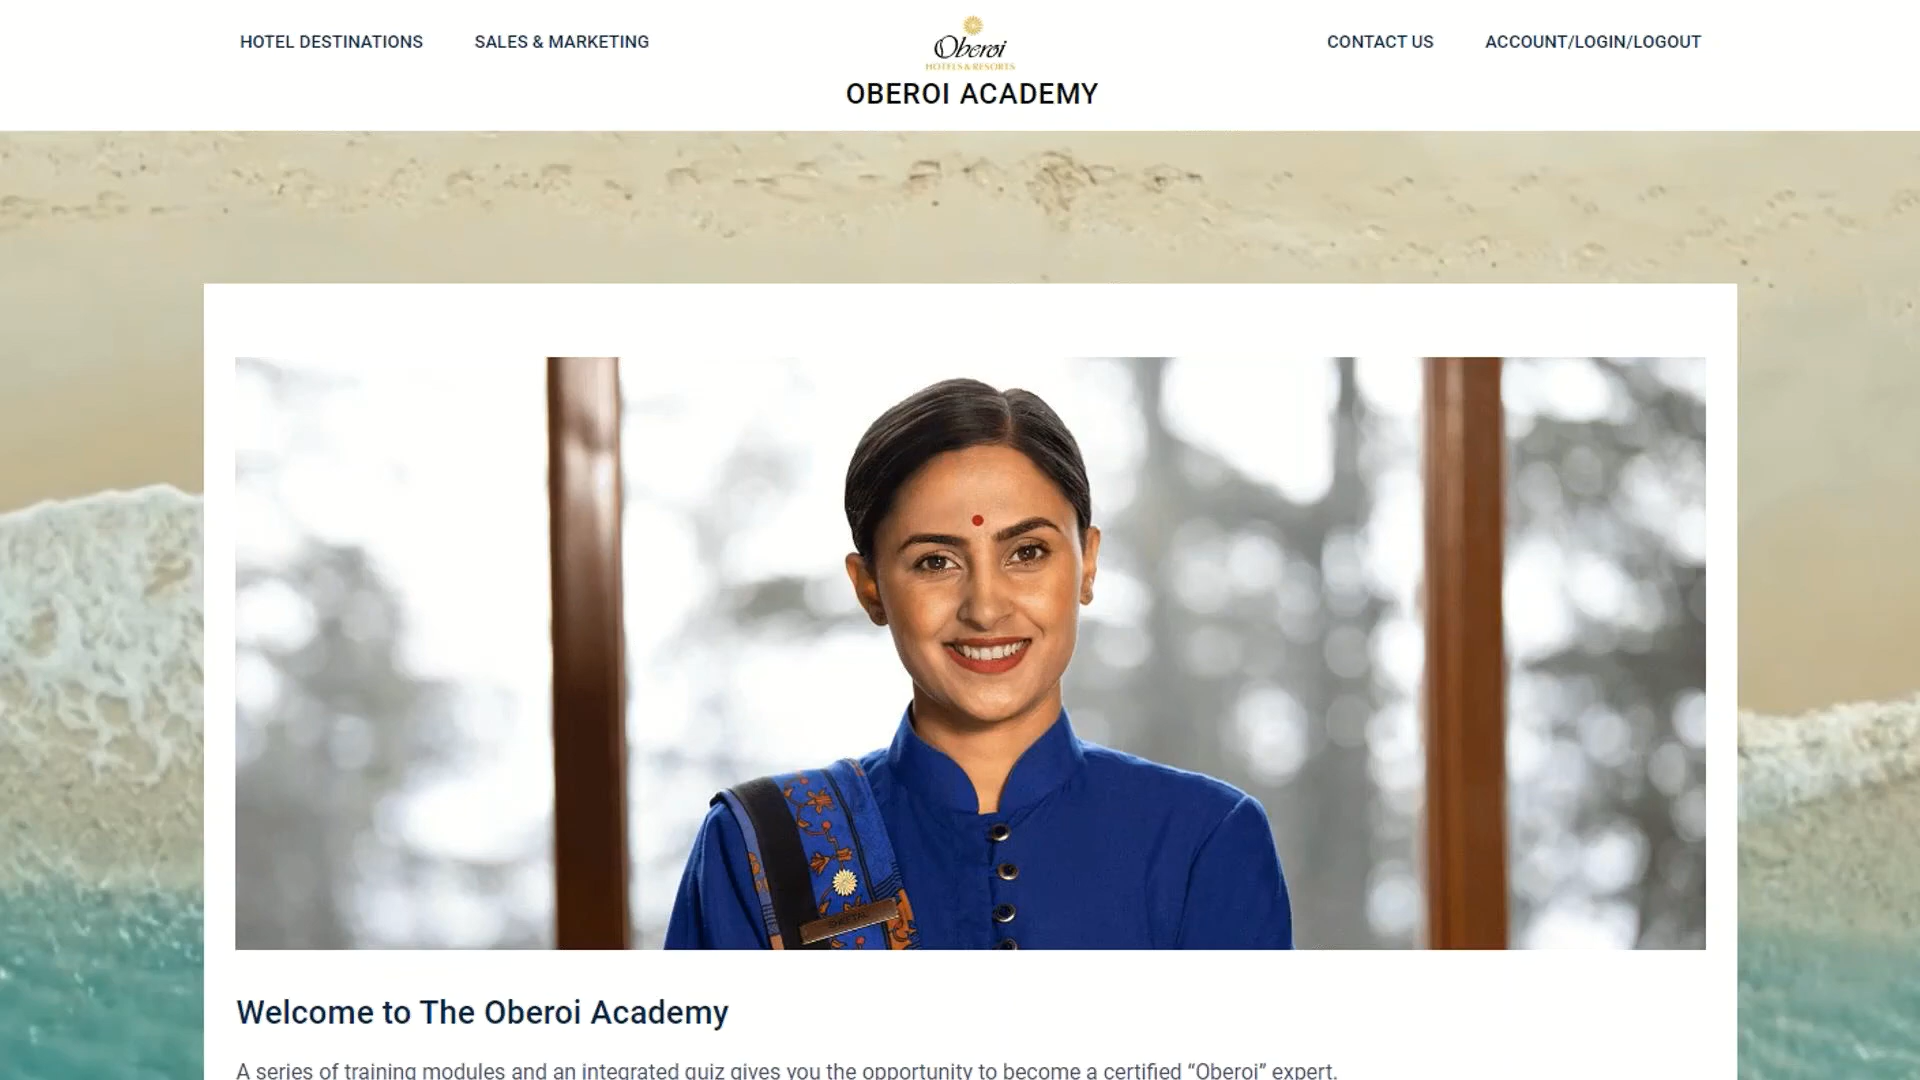 HOTEL DESTINATIONS
SALES & MARKETING
Oberoi
HOTELS & RESORTS
OBEROI ACADEMY
CONTACT US
ACCOUNT/LOGIN/LOGOUT
SHEETAL
Welcome to The Oberoi Academy
A series of training modules and an integrated quiz gives you the opportunity to become a certified “Oberoi” expert.